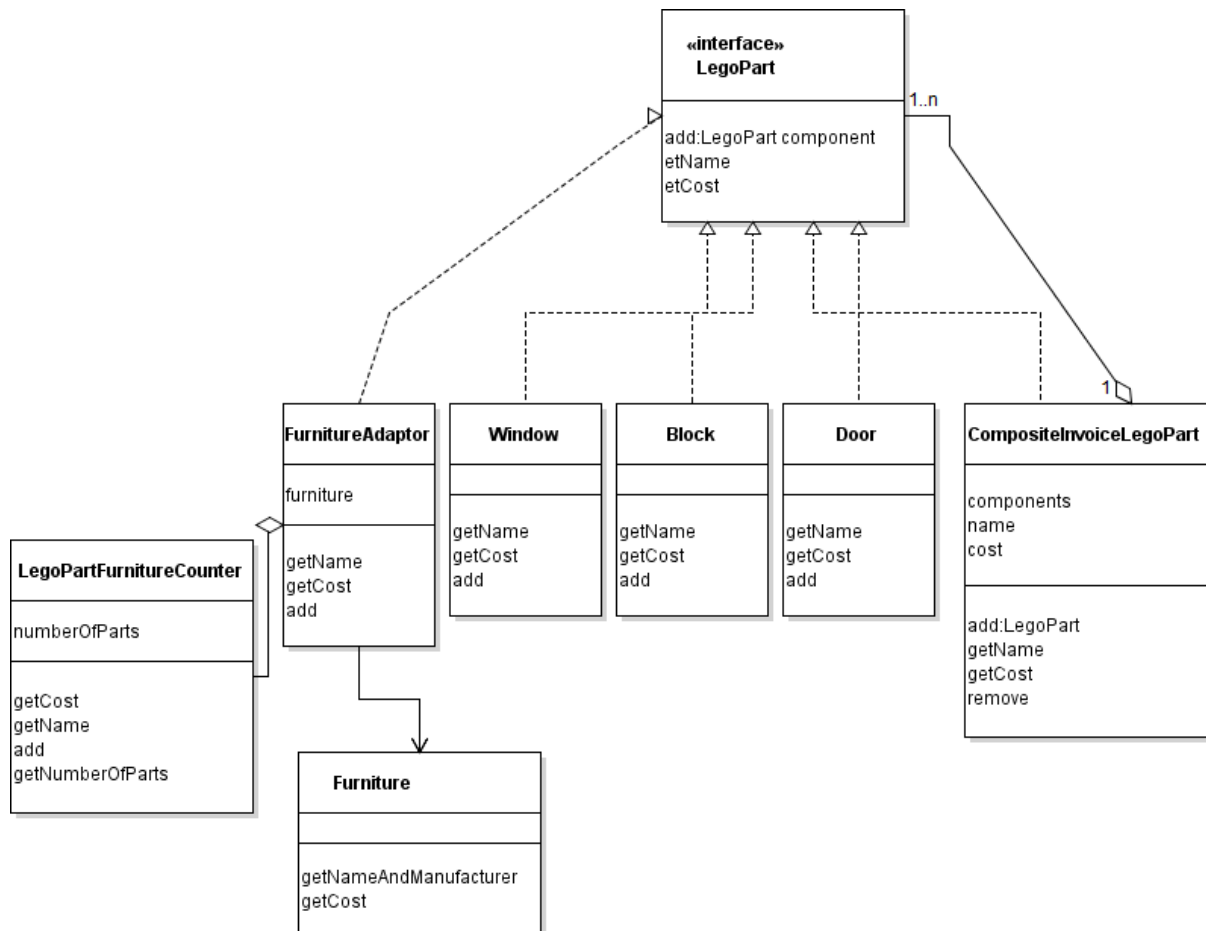 «interface»
LegoPart
add:LegoPart component
etName
etCost
1..n
1
FurnitureAdaptor
furniture
getName
getCost
add
Window
getName
getCost
add
Block
getName
getCost
add
Door
getName
getCost
add
CompositeInvoiceLegoPart
components
name
cost
add:LegoPart
getName
getCost
remove
LegoPartFurnitureCounter
numberOfParts
getCost
getName
add
getNumberOfParts
Furniture
getNameAndManufacturer
getCost